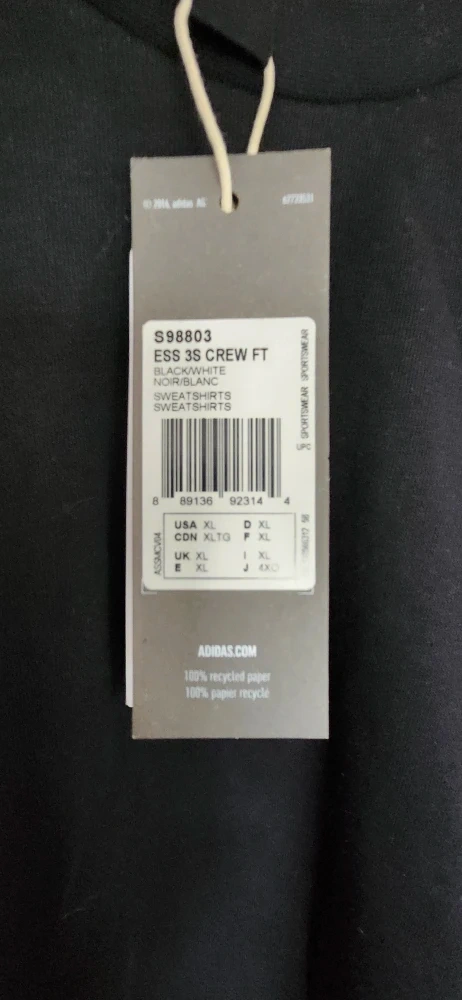 © 2016 adidas AG
S98803
ESS 3S CREW FT
BLACK/WHITE
NOIR/BLANC
SWEATSHIRTS
SWEATSHIRTS
SPORTSWEAR SPORTSWEAR
UPC
8 89136 92314 4
ASSMCV04
USA XL D XL
CDN XLTG F XL
UK XL I XL
E XL J 4XO
ADIDAS.COM
100% recycled paper
100% papier recyclé